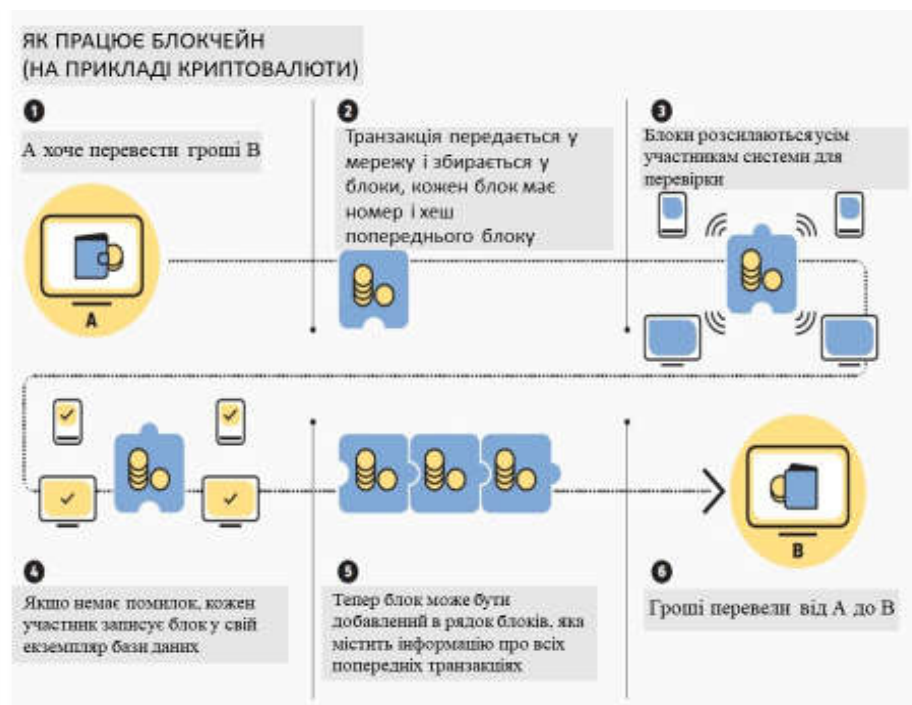 ЯК ПРАЦЮЄ БЛОКЧЕЙН
(НА ПРИКЛАДІ КРИПТОВАЛЮТИ)
1
А хоче перевести гроші В
A
2
Транзакція передається у
мережу і збирається у
блоки, кожен блок має
номер і хеш
попереднього блоку
3
Блоки розсилаються усім
участникам системи для
перевірки
4
Якщо немає помилок, кожен
участник записує блок у свій
екземпляр бази даних
5
Тепер блок може бути
добавлений в рядок блоків, яка
містить інформацію про всіх
попередніх транзакціях
B
6
Гроші перевели від А до В